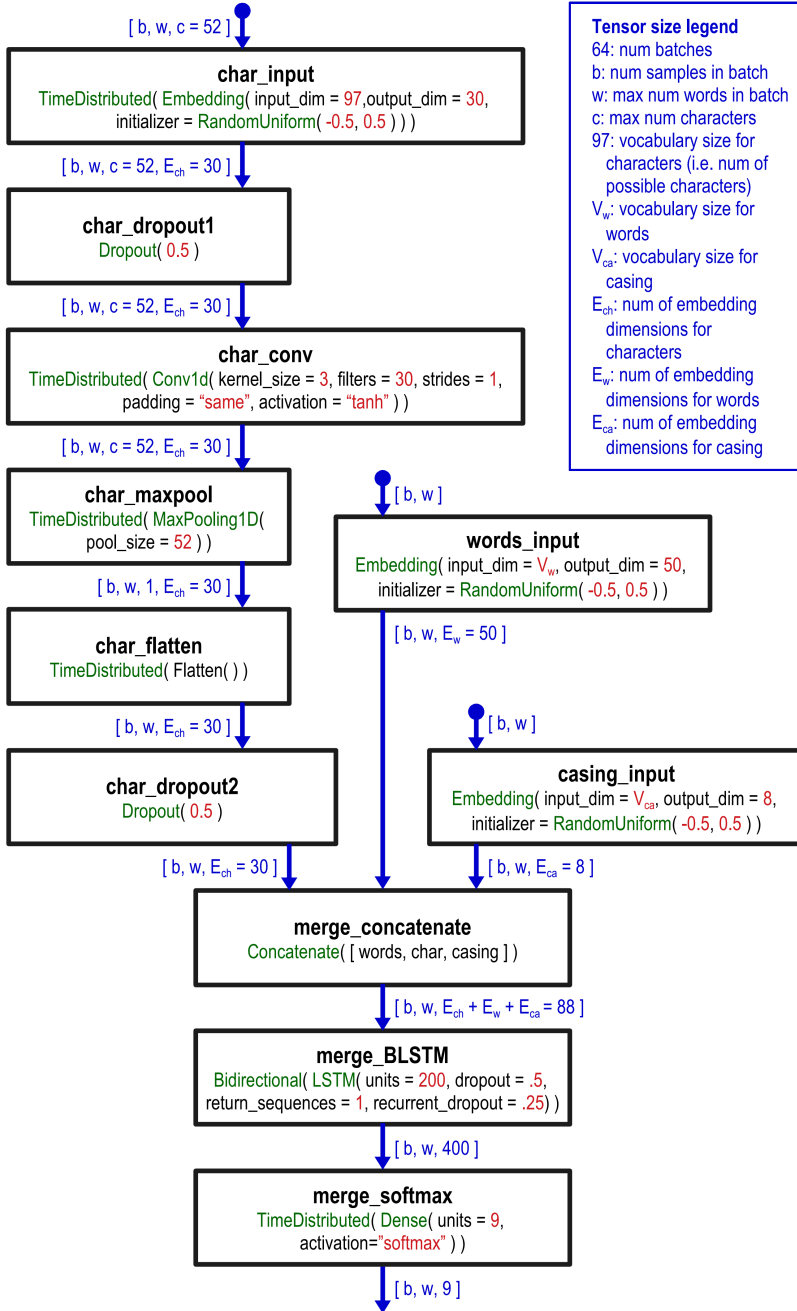 [ b, w, c = 52 ]
char_input
TimeDistributed( Embedding( input_dim = 97,output_dim = 30,
initializer = RandomUniform( -0.5, 0.5 ) ) )
[ b, w, c = 52, Ech = 30 ]
char_dropout1
Dropout( 0.5 )
[ b, w, c = 52, Ech = 30 ]
char_conv
TimeDistributed( Conv1d( kernel_size = 3, filters = 30, strides = 1,
padding = “same”, activation = “tanh” ) )
[ b, w, c = 52, Ech = 30 ]
char_maxpool
TimeDistributed( MaxPooling1D(
pool_size = 52 ) )
[ b, w, 1, Ech = 30 ]
char_flatten
TimeDistributed( Flatten( ) )
[ b, w, Ech = 30 ]
char_dropout2
Dropout( 0.5 )
[ b, w, Ech = 30 ]
[ b, w ]
words_input
Embedding( input_dim = Vw, output_dim = 50,
initializer = RandomUniform( -0.5, 0.5 ) )
[ b, w, Ew = 50 ]
[ b, w ]
casing_input
Embedding( input_dim = Vca, output_dim = 8,
initializer = RandomUniform( -0.5, 0.5 ) )
[ b, w, Eca = 8 ]
merge_concatenate
Concatenate( [ words, char, casing ] )
[ b, w, Ech + Ew + Eca = 88 ]
merge_BLSTM
Bidirectional( LSTM( units = 200, dropout = .5,
return_sequences = 1, recurrent_dropout = .25) )
[ b, w, 400 ]
merge_softmax
TimeDistributed( Dense( units = 9,
activation=”softmax” ) )
[ b, w, 9 ]
Tensor size legend
64: num batches
b: num samples in batch
w: max num words in batch
c: max num characters
97: vocabulary size for
characters (i.e. num of
possible characters)
Vw: vocabulary size for
words
Vca: vocabulary size for
casing
Ech: num of embedding
dimensions for
characters
Ew: num of embedding
dimensions for words
Eca: num of embedding
dimensions for casing